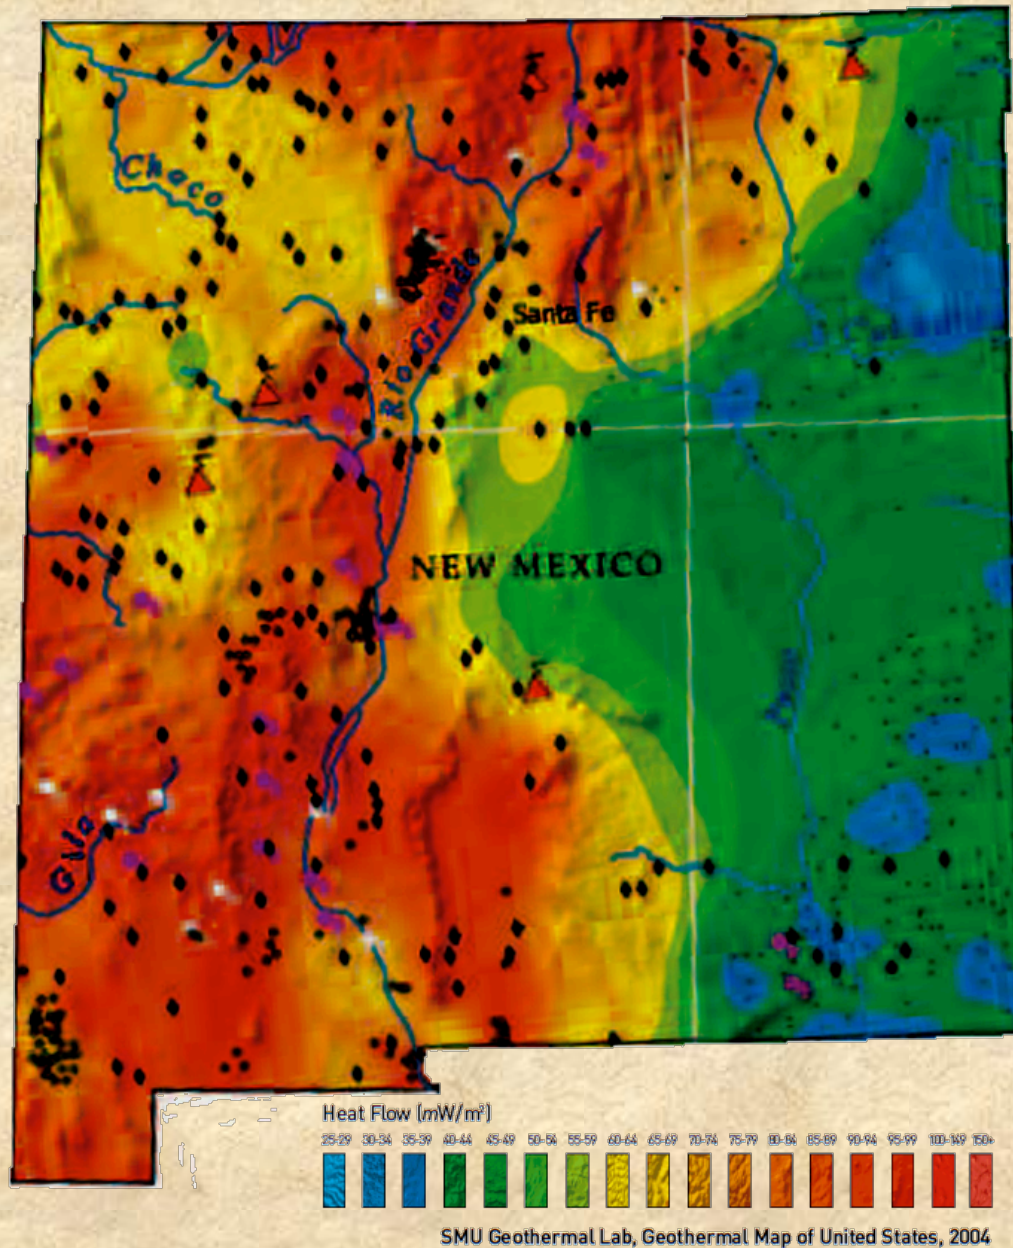 Chaco
Rio Grande
Santa Fe
NEW MEXICO
Gila
Heat Flow (mW/m²)
25-29 30-34 35-39 40-44 45-49 50-54 55-59 60-64 65-69 70-74 75-79 80-84 85-89 90-94 95-99 100-149 150+
SMU Geothermal Lab, Geothermal Map of United States, 2004